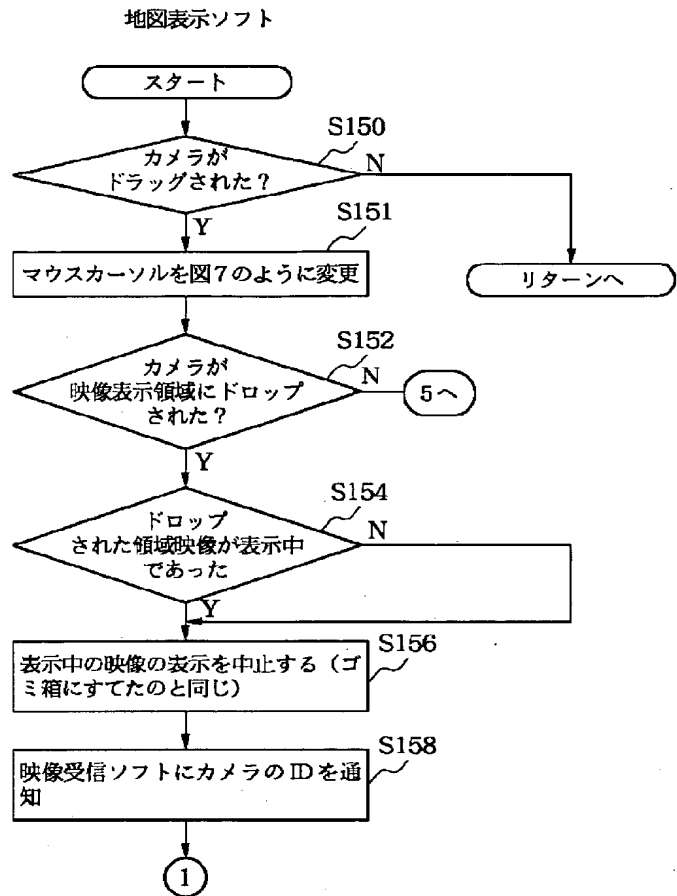 地図表示ソフト
スタート
S150
カメラが
ドラッグされた?
N
Y
S151
マウスカーソルを図7のように変更
リターンへ
S152
カメラが
映像表示領域にドロップ
された?
N
5へ
Y
S154
ドロップ
された領域映像が表示中
であった
N
Y
S156
表示中の映像の表示を中止する(ゴ
ミ箱にすてたのと同じ)
S158
映像受信ソフトにカメラのIDを通
知
1